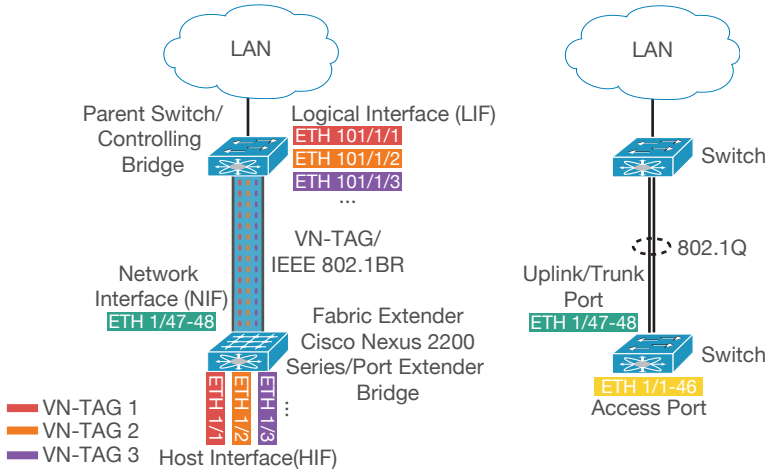 LAN
Parent Switch/
Controlling
Bridge
Logical Interface (LIF)
ETH 101/1/1
ETH 101/1/2
ETH 101/1/3
...
VN-TAG/
IEEE 802.1BR
Network
Interface (NIF)
ETH 1/47-48
Fabric Extender
Cisco Nexus 2200
Series/Port Extender
Bridge
ETH 1/1
ETH 1/2
ETH 1/3
...
VN-TAG 1
VN-TAG 2
VN-TAG 3
Host Interface(HIF)
LAN
Switch
802.1Q
Uplink/Trunk
Port
ETH 1/47-48
Switch
ETH 1/1-46
Access Port